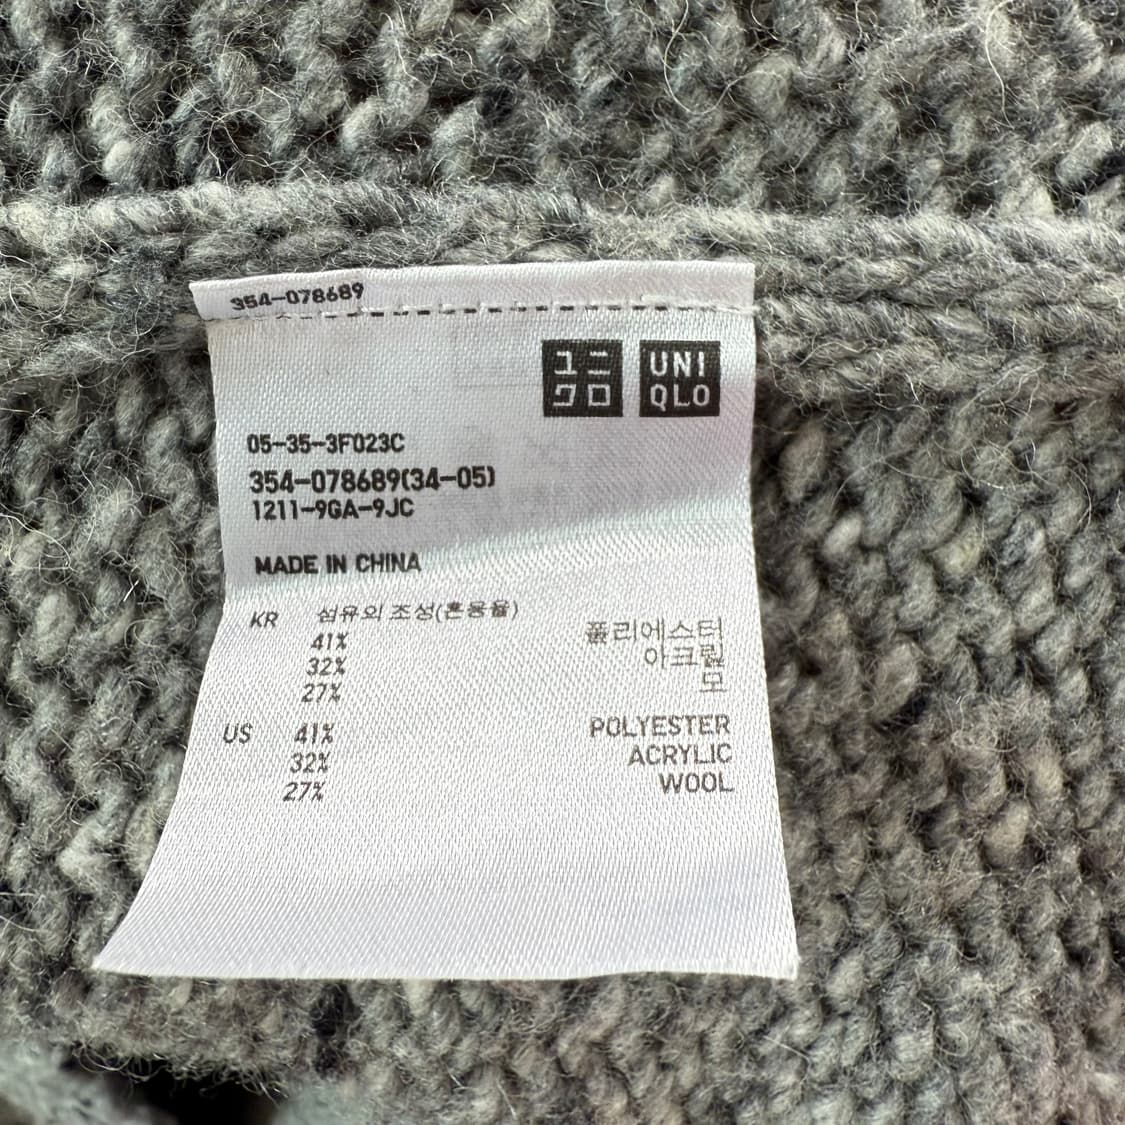 354-078689
ユニ
クロ
UNI
QLO
05-35-3F023C
354-078689(34-05)
1211-9GA-9JC
MADE IN CHINA
KR 섬유의 조성(혼용율)
41% 폴리에스터
32% 아크릴
27% 모
US 41% POLYESTER
32% ACRYLIC
27% WOOL